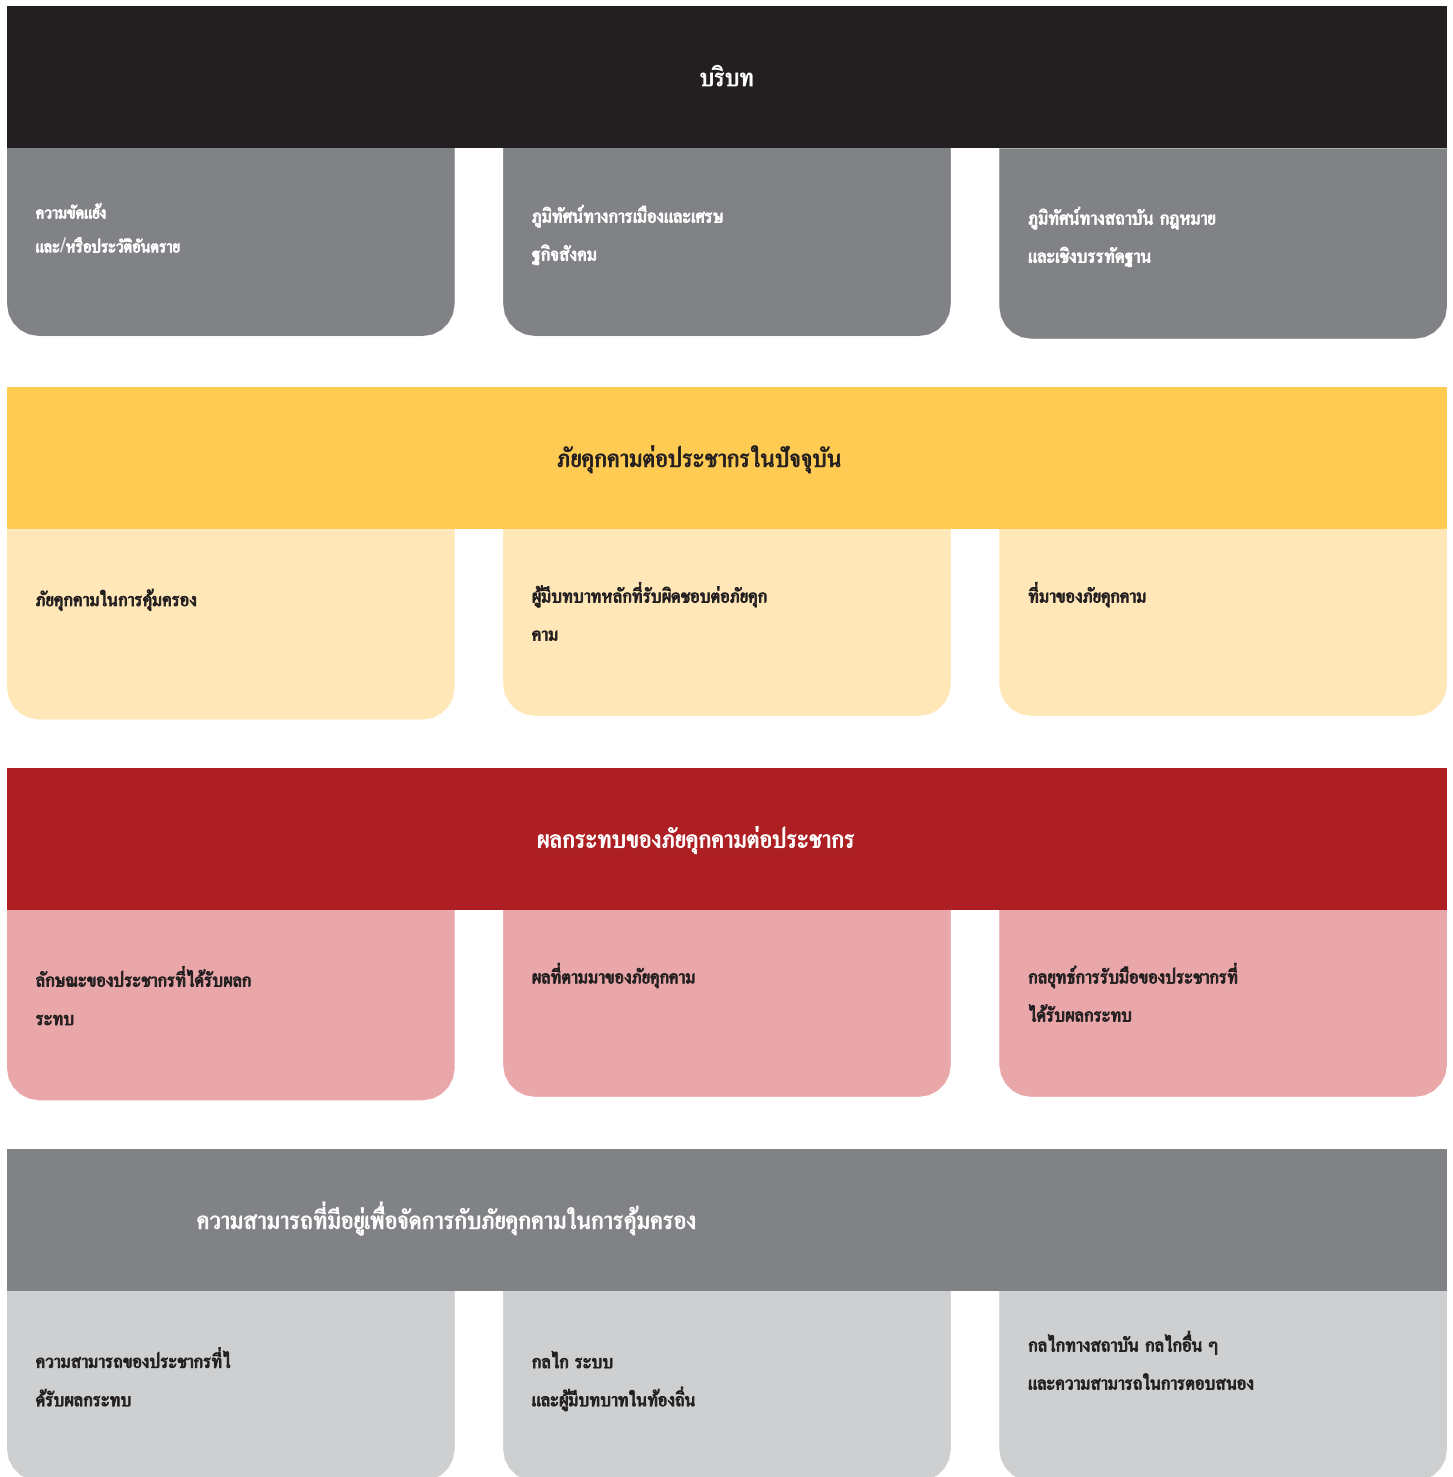 บริบท
ความขัดแย้ง
และ/หรือประวัติอันตราย
ภูมิทัศน์ทางการเมืองและเศรษ
ฐกิจสังคม
ภูมิทัศน์ทางสถาบัน กฎหมาย
และเชิงบรรทัดฐาน
ภัยคุกคามต่อประชากรในปัจจุบัน
ภัยคุกคามในการคุ้มครอง
ผู้มีบทบาทหลักที่รับผิดชอบต่อภัยคุก
คาม
ที่มาของภัยคุกคาม
ผลกระทบของภัยคุกคามต่อประชากร
ลักษณะของประชากรที่ได้รับผลก
ระทบ
ผลที่ตามมาของภัยคุกคาม
กลยุทธ์การรับมือของประชากรที่
ได้รับผลกระทบ
ความสามารถที่มีอยู่เพื่อจัดการกับภัยคุกคามในการคุ้มครอง
ความสามารถของประชากรที่ไ
ด้รับผลกระทบ
กลไก ระบบ
และผู้มีบทบาทในท้องถิ่น
กลไกทางสถาบัน กลไกอื่น ๆ
และความสามารถในการตอบสนอง